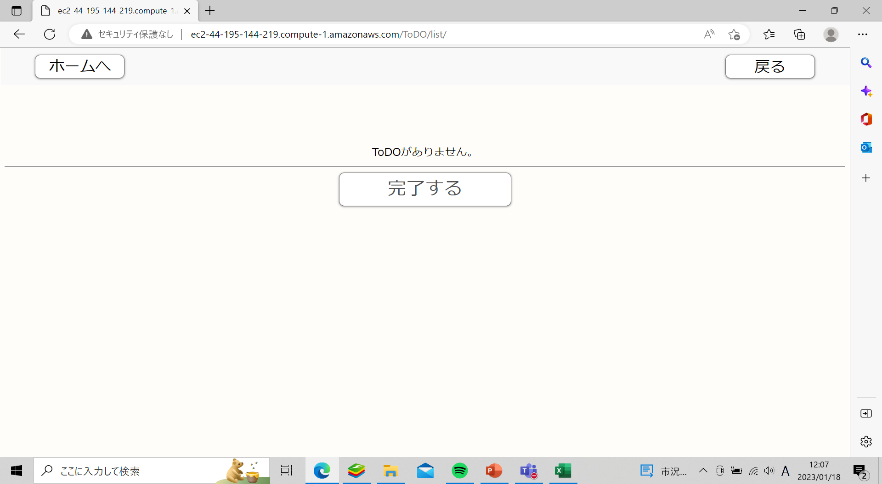 ec2-44-195-144-219.compute-1.
セキュリティ保護なし
ec2-44-195-144-219.compute-1.amazonaws.com/ToDO/list/
ホームへ
戻る
ToDOがありません。
完了する
ここに入力して検索
市況...
A
12:07
2023/01/18
2